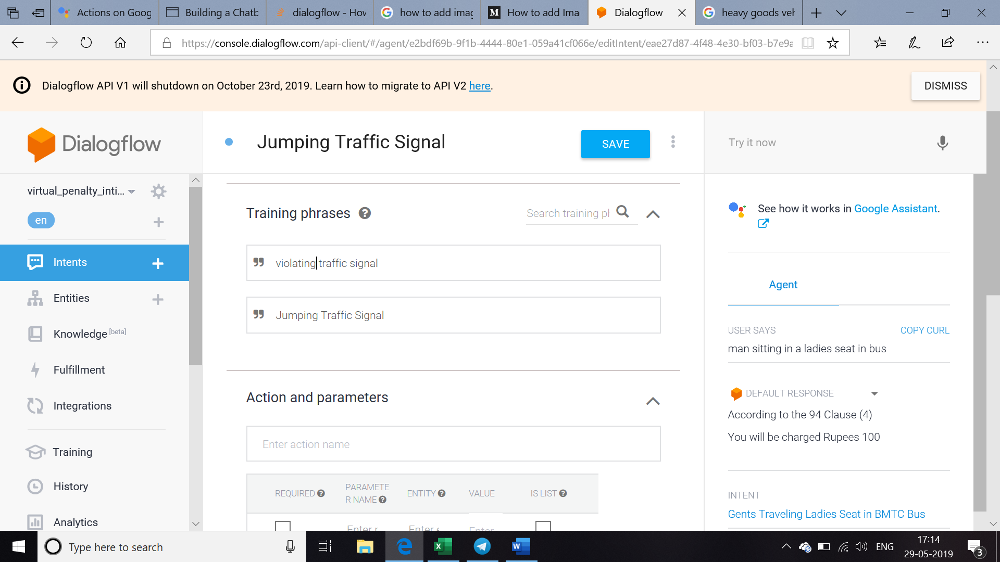 Actions on Goog
Building a Chatb
dialogflow - Hov
how to add imag
How to add Imag
Dialogflow
heavy goods veh
https://console.dialogflow.com/api-client/#/agent/e2bdf69b-9f1b-4444-80e1-059a41cf066e/editIntent/eae27d87-4f48-4e30-bf03-b7e9a
Dialogflow API V1 will shutdown on October 23rd, 2019. Learn how to migrate to API V2 here.
DISMISS
Dialogflow
Jumping Traffic Signal
SAVE
Try it now
virtual_penalty_inti...
en
Intents
Entities
Knowledge [beta]
Fulfillment
Integrations
Training
History
Analytics
Training phrases
Search training pl
violating traffic signal
Jumping Traffic Signal
Action and parameters
Enter action name
REQUIRED
PARAMETE
R NAME
ENTITY
VALUE
IS LIST
Enter
Enter
Enter
See how it works in Google Assistant.
Agent
USER SAYS
COPY CURL
man sitting in a ladies seat in bus
DEFAULT RESPONSE
According to the 94 Clause (4)
You will be charged Rupees 100
INTENT
Gents Traveling Ladies Seat in BMTC Bus
Type here to search
ENG
17:14
29-05-2019
3